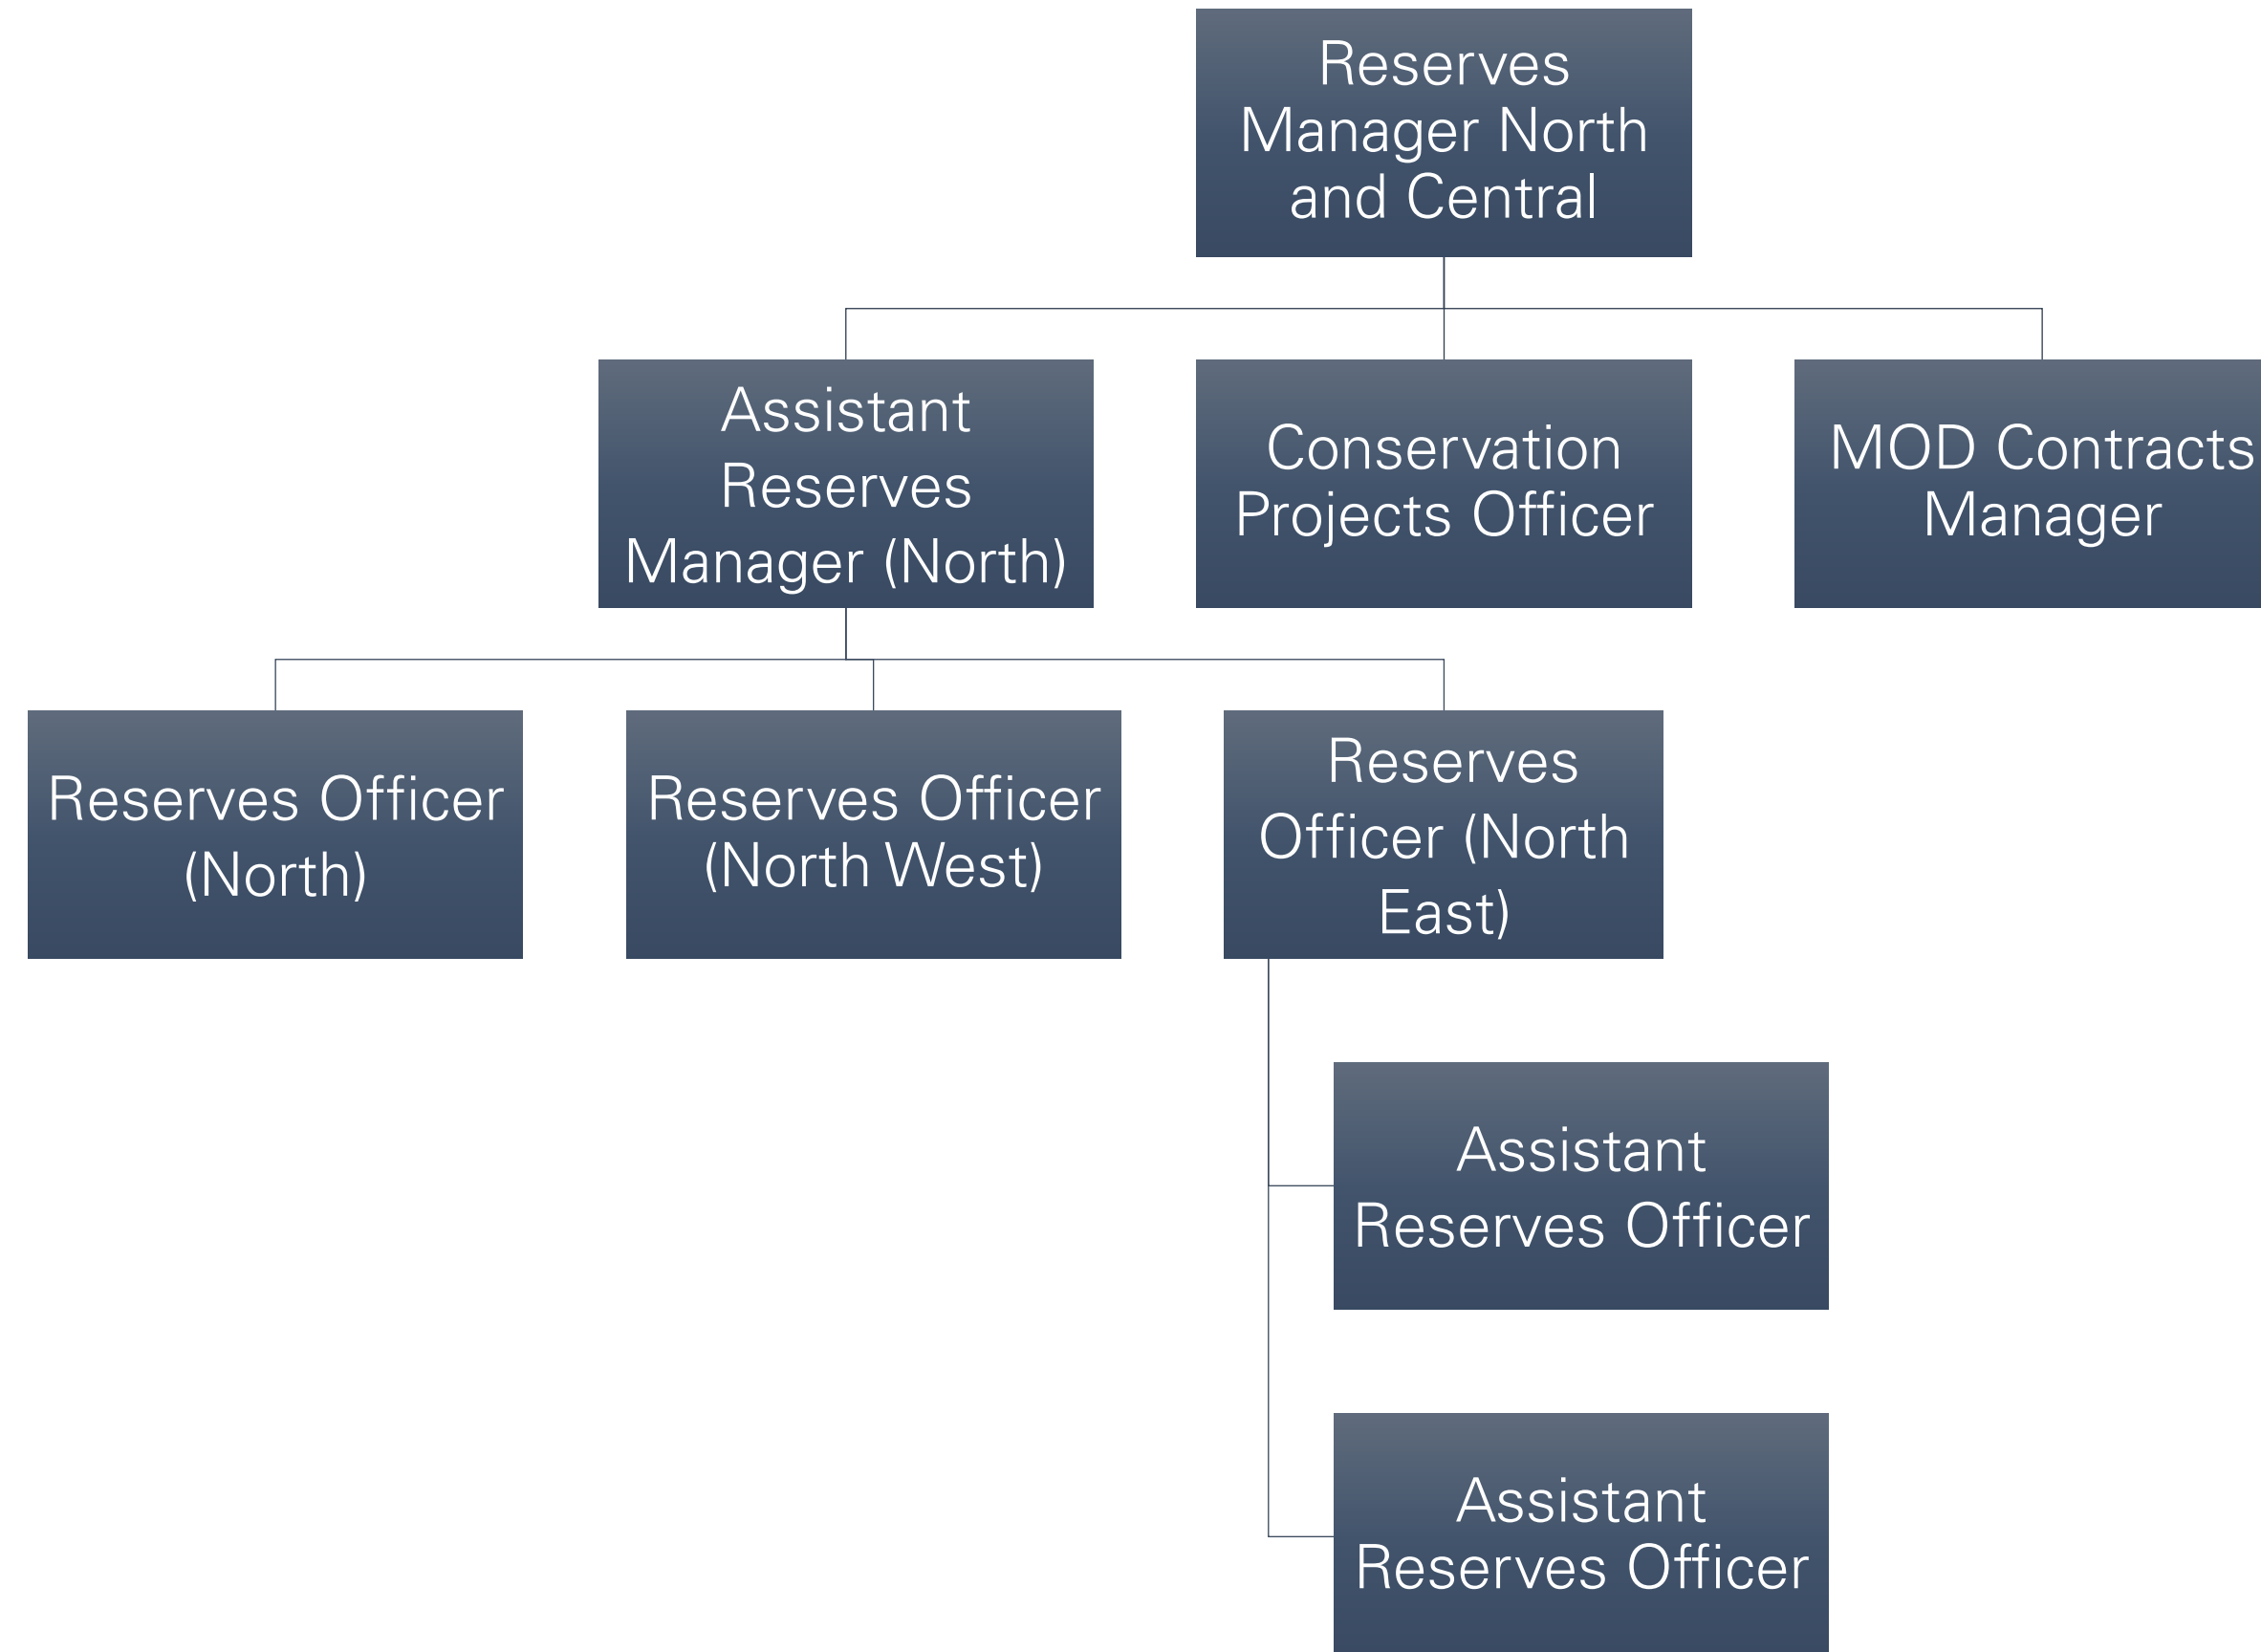 Reserves
Manager North
and Central
Assistant
Reserves
Manager (North)
Conservation
Projects Officer
MOD Contracts
Manager
Reserves Officer
(North)
Reserves Officer
(North West)
Reserves
Officer (North
East)
Assistant
Reserves Officer
Assistant
Reserves Officer